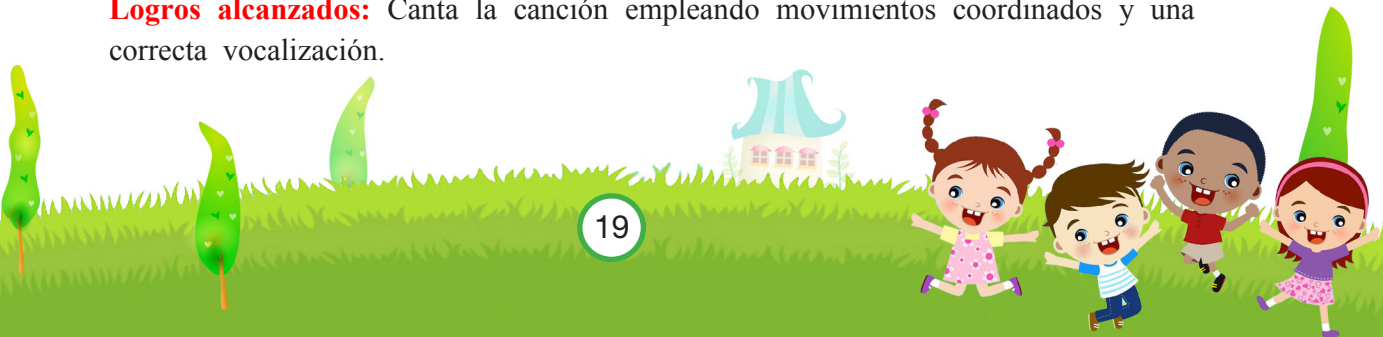 Logros alcanzados: Canta la canción empleando movimientos coordinados y una
correcta vocalización.
19